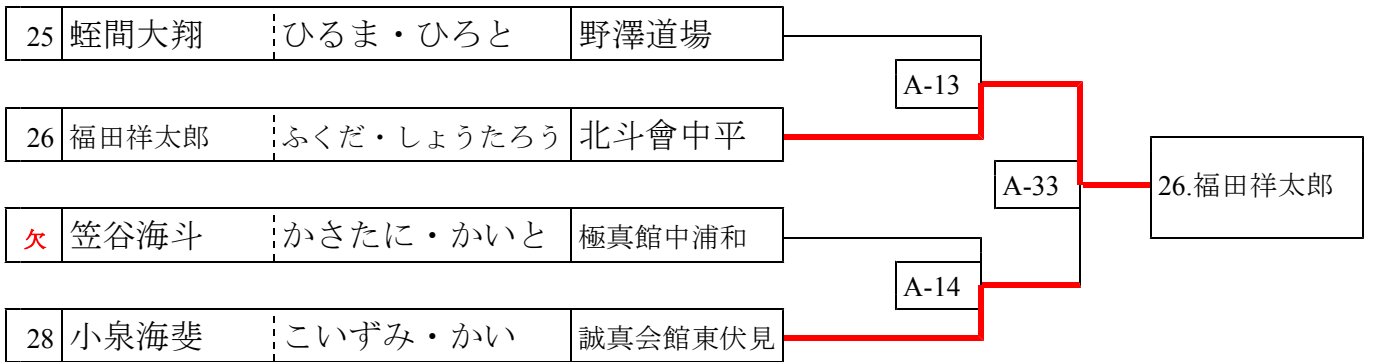 25 蛭間大翔 ひるま・ひろと 野澤道場
A-13
26 福田祥太郎 ふくだ・しょうたろう 北斗會中平
A-33 26.福田祥太郎
欠 笠谷海斗 かさたに・かいと 極真館中浦和
A-14
28 小泉海斐 こいずみ・かい 誠真会館東伏見